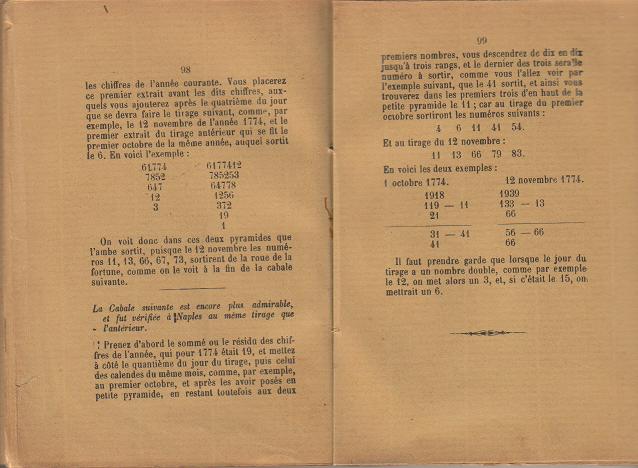 98
les chiffres de l'année courante. Vous placerez
ce premier extrait avant les dits chiffres, aux-
quels vous ajouterez après le quatrième du jour
que se devra faire le tirage suivant, comme, par
exemple, le 12 novembre de l'année 1774, et le
premier extrait du tirage antérieur qui se fit le
premier octobre de la même année, auquel sortit
le 6. En voici l'exemple :
61774 6177412
7852 785253
647 64778
12 1256
3 372
19
1
On voit donc dans ces deux pyramides que
l'ambe sortit, puisque le 12 novembre les numé-
ros 11, 13, 66, 67, 73, sortirent de la roue de la
fortune, comme on le voit à la fin de la cabale
suivante.
La Cabale suivante est encore plus admirable,
et fut vérifiée à Naples au même tirage que
l'antérieur.
Prenez d'abord le sommé ou le résidu des chif-
fres de l'année, qui pour 1774 était 19, et mettez
à côté le quantième du jour du tirage, puis celui
des calendes du même mois, comme, par exemple,
au premier octobre, et après les avoir posés en
petite pyramide, en restant toutefois aux deux
99
premiers nombres, vous descendrez de dix en dix
jusqu'à trois rangs, et le dernier des trois sera le
numéro à sortir, comme vous l'allez voir par
l'exemple suivant, que le 41 sortit, et ainsi vous
trouverez dans les premiers trois d'en haut de la
petite pyramide le 11 ; car au tirage du premier
octobre sortiront les numéros suivants :
4 6 11 41 54.
Et au tirage du 12 novembre :
11 13 66 79 83.
En voici les deux exemples :
1 octobre 1774. 12 novembre 1774.
1918 1939
119 — 11 133 — 13
21 66
31 — 41 56 — 66
41 66
Il faut prendre garde que lorsque le jour du
tirage a un nombre double, comme par exemple
le 12, on met alors un 3, et, si c'était le 15, on
mettrait un 6.